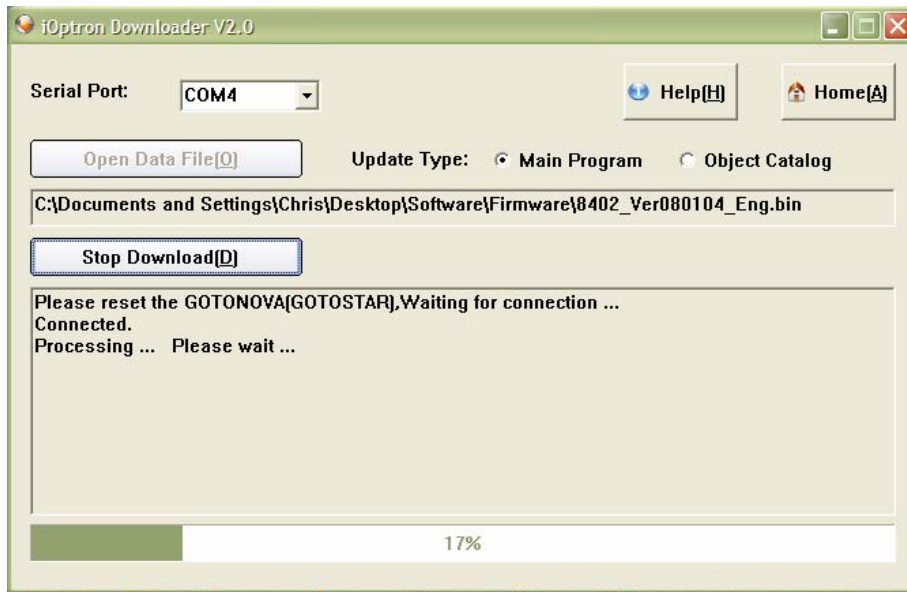 iOptron Downloader V2.0
Serial Port: COM4 Help(H) Home(A)
Open Data File(O) Update Type: Main Program Object Catalog
C:\Documents and Settings\Chris\Desktop\Software\Firmware\8402_Ver080104_Eng.bin
Stop Download(D)
Please reset the GOTONOVA(GOTOSTAR),Waiting for connection ...
Connected.
Processing ... Please wait ...
17%